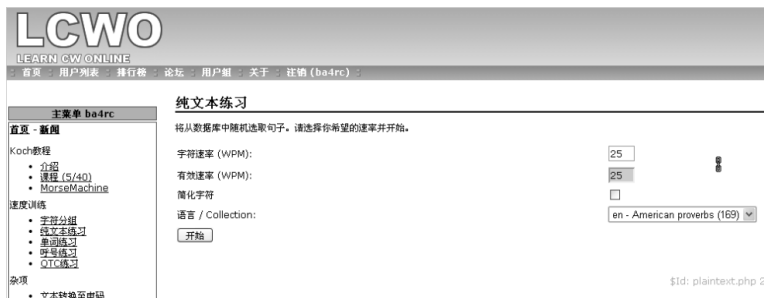 LCWO
LEARN CW ONLINE
首页 用户列表 排行榜 论坛 用户组 关于 注销 (ba4rc)
主菜单 ba4rc
首页 - 新闻
Koch教程
介绍
课程 (5/40)
MorseMachine
速度训练
字符分组
纯文本练习
单词练习
呼号练习
QTC练习
杂项
文本转换至电码
纯文本练习
将从数据库中随机选取句子。请选择你希望的速率并开始。
字符速率 (WPM): 25
有效速率 (WPM): 25
简化字符
语言 / Collection: en - American proverbs (169)
开始
$Id: plaintext.php 2